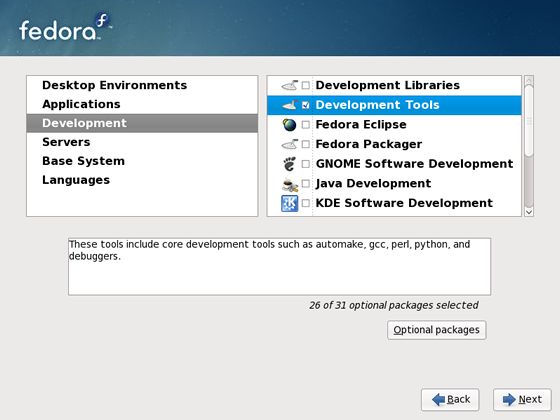 fedora
Desktop Environments
Applications
Development
Servers
Base System
Languages
Development Libraries
Development Tools
Fedora Eclipse
Fedora Packager
GNOME Software Development
Java Development
KDE Software Development
These tools include core development tools such as automake, gcc, perl, python, and
debuggers.
26 of 31 optional packages selected
Optional packages
Back
Next